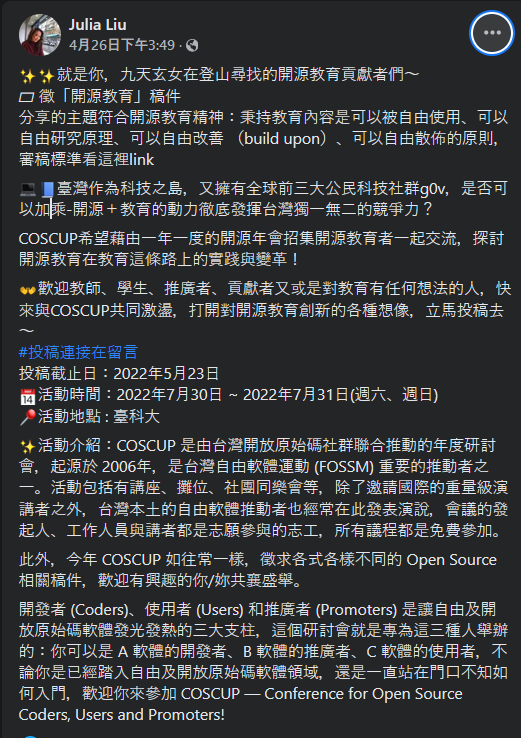 Julia Liu
4月26日下午3:49 ·
✨✨就是你，九天玄女在登山尋找的開源教育貢獻者們～
徵「開源教育」稿件
分享的主題符合開源教育精神：秉持教育內容是可以被自由使用、可以
自由研究原理、可以自由改善 （build upon）、可以自由散佈的原則，
審稿標準看這裡link
💻📘臺灣作為科技之島，又擁有全球前三大公民科技社群g0v，是否可
以加乘-開源＋教育的動力徹底發揮台灣獨一無二的競爭力？
COSCUP希望藉由一年一度的開源年會招集開源教育者一起交流，探討
開源教育在教育這條路上的實踐與變革！
👐歡迎教師、學生、推廣者、貢獻者又或是對教育有任何想法的人，快
來與COSCUP共同激盪，打開對開源教育創新的各種想像，立馬投稿去
～
#投稿連接在留言
投稿截止日：2022年5月23日
📅活動時間：2022年7月30日 ~ 2022年7月31日(週六、週日)
📍活動地點 : 臺科大
✨活動介紹：COSCUP 是由台灣開放原始碼社群聯合推動的年度研討
會，起源於 2006年，是台灣自由軟體運動 (FOSSM) 重要的推動者之
一。活動包括有講座、攤位、社團同樂會等，除了邀請國際的重量級演
講者之外，台灣本土的自由軟體推動者也經常在此發表演說，會議的發
起人、工作人員與講者都是志願參與的志工，所有議程都是免費參加。
此外，今年 COSCUP 如往常一樣，徵求各式各樣不同的 Open Source
相關稿件，歡迎有興趣的你/妳共襄盛舉。
開發者 (Coders)、使用者 (Users) 和推廣者 (Promoters) 是讓自由及開
放原始碼軟體發光發熱的三大支柱，這個研討會就是專為這三種人舉辦
的：你可以是 A 軟體的開發者、B 軟體的推廣者、C 軟體的使用者，不
論你是已經踏入自由及開放原始碼軟體領域，還是一直站在門口不知如
何入門，歡迎你來參加 COSCUP — Conference for Open Source
Coders, Users and Promoters!